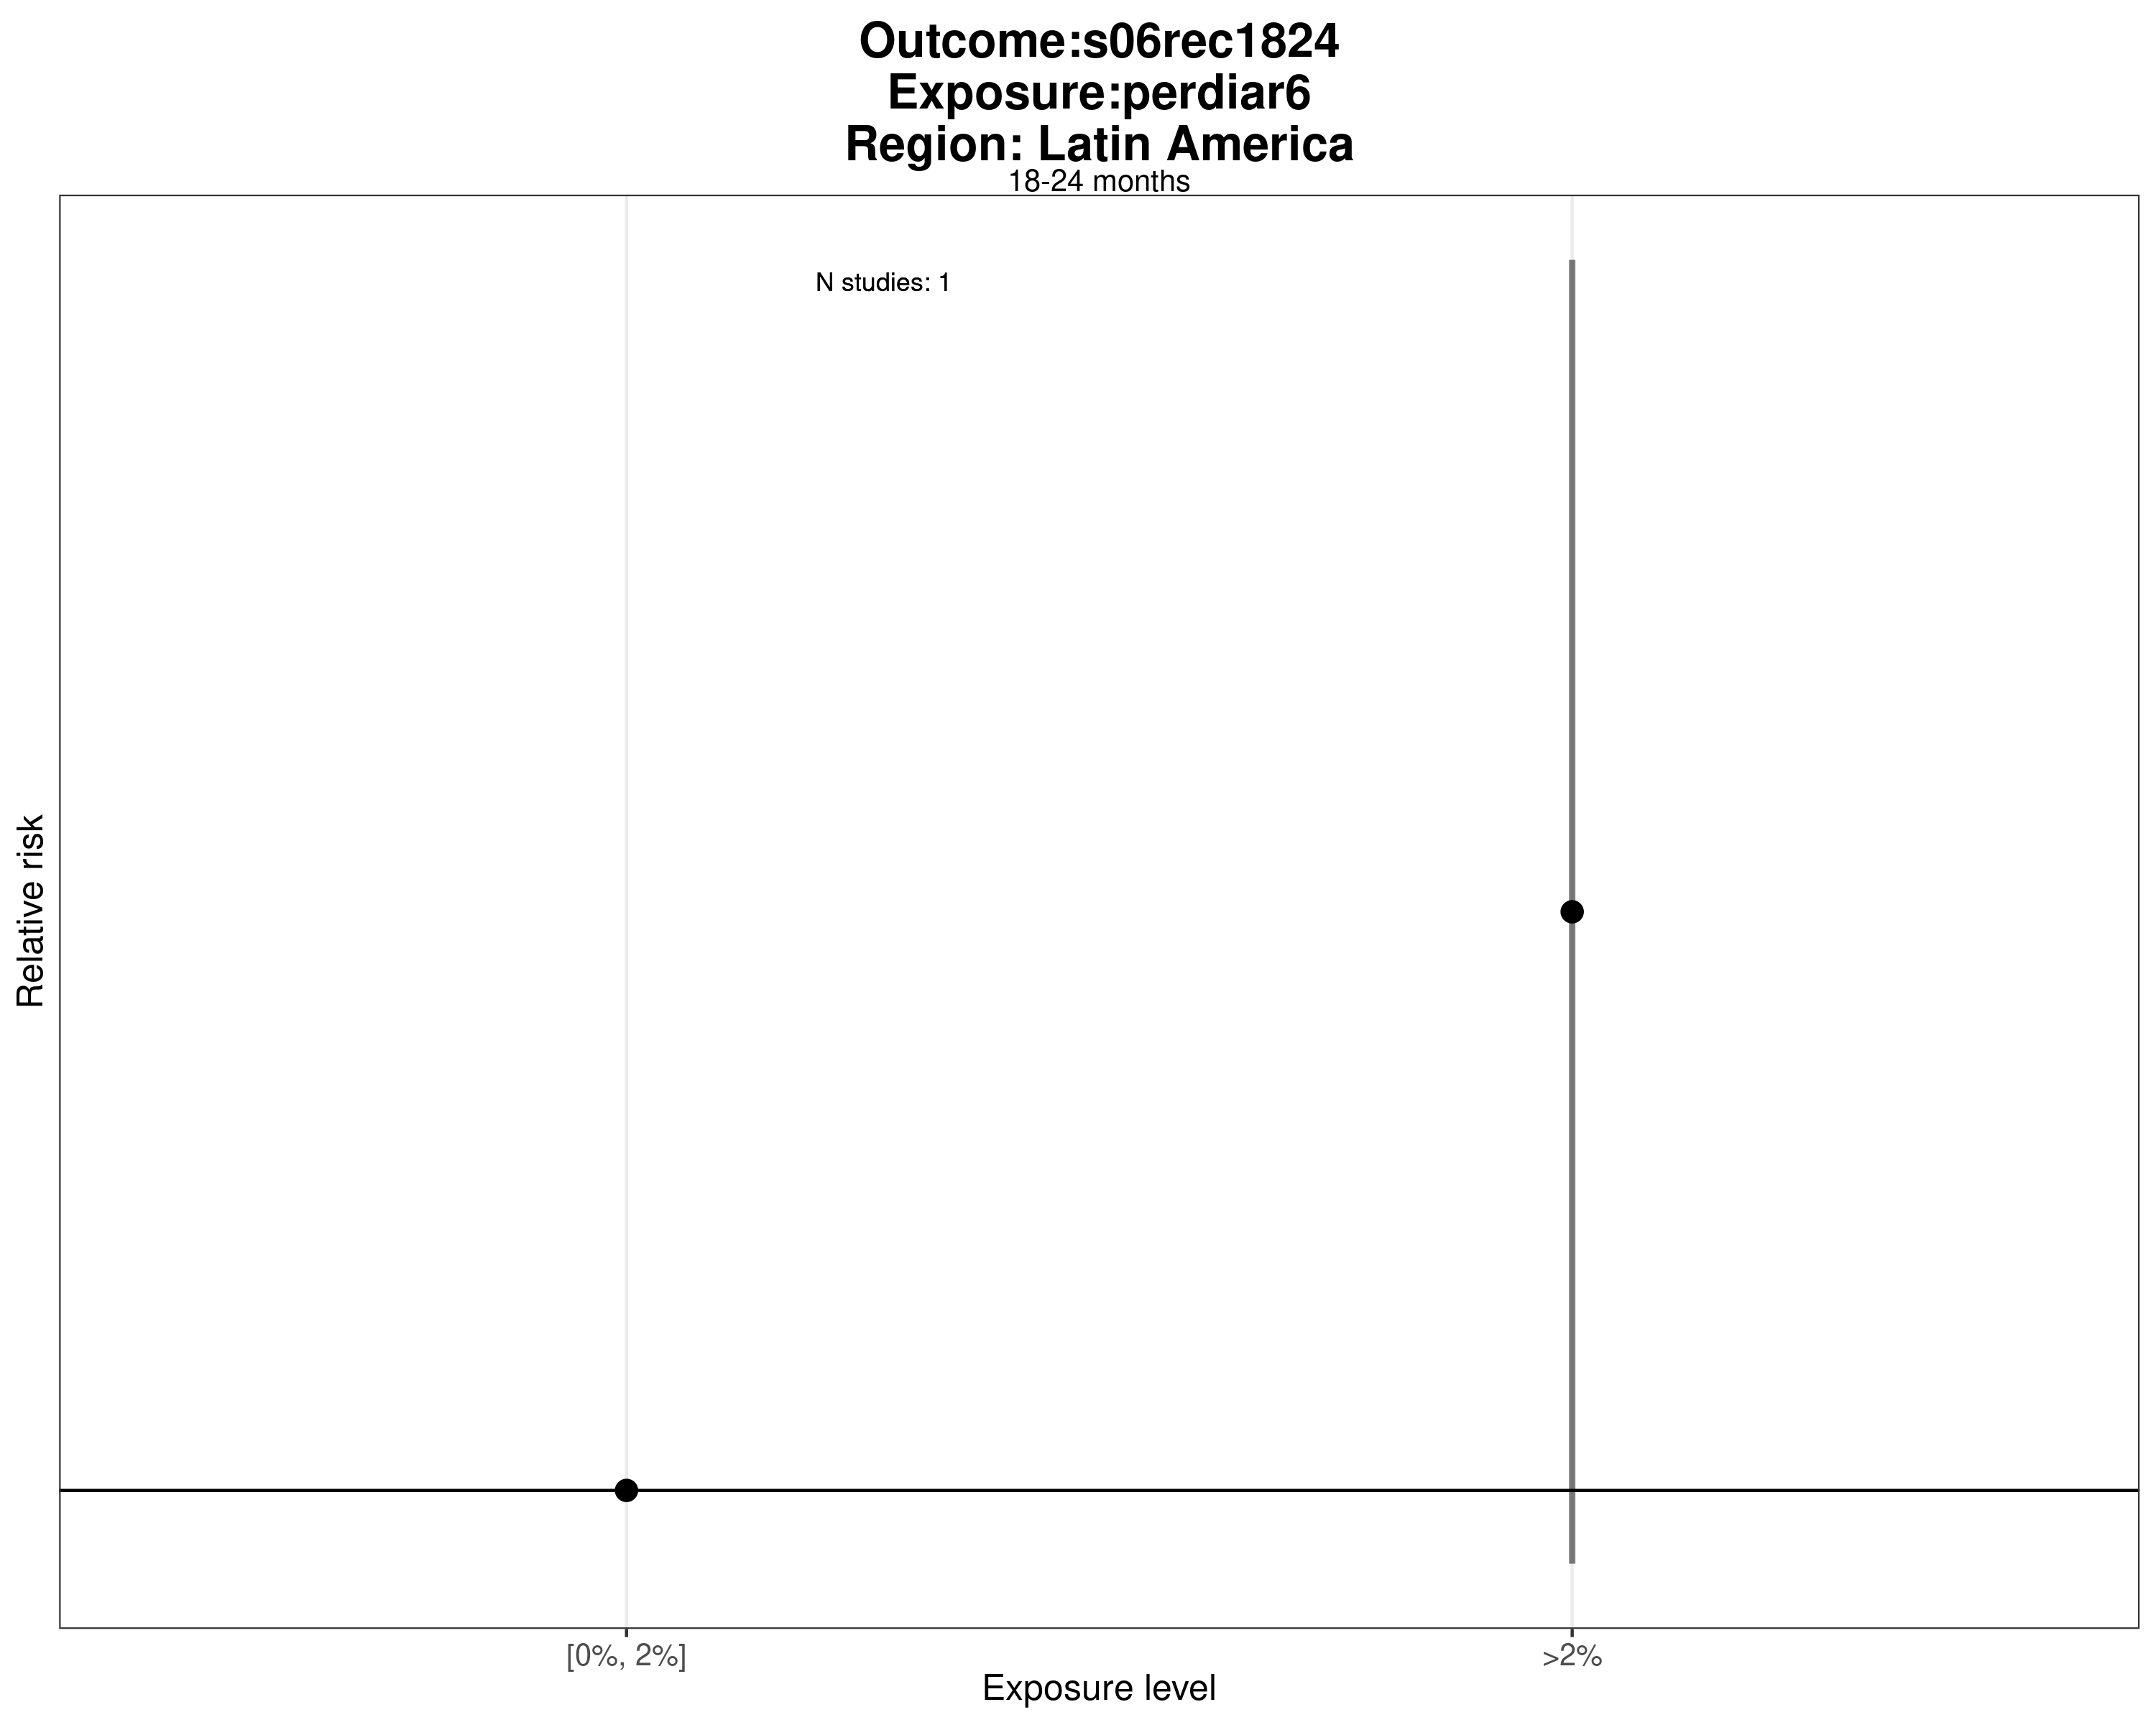 Outcome:s06rec1824
Exposure:perdiar6
Region: Latin America
18-24 months
N studies: 1
Relative risk
[0%, 2%]
>2%
Exposure level